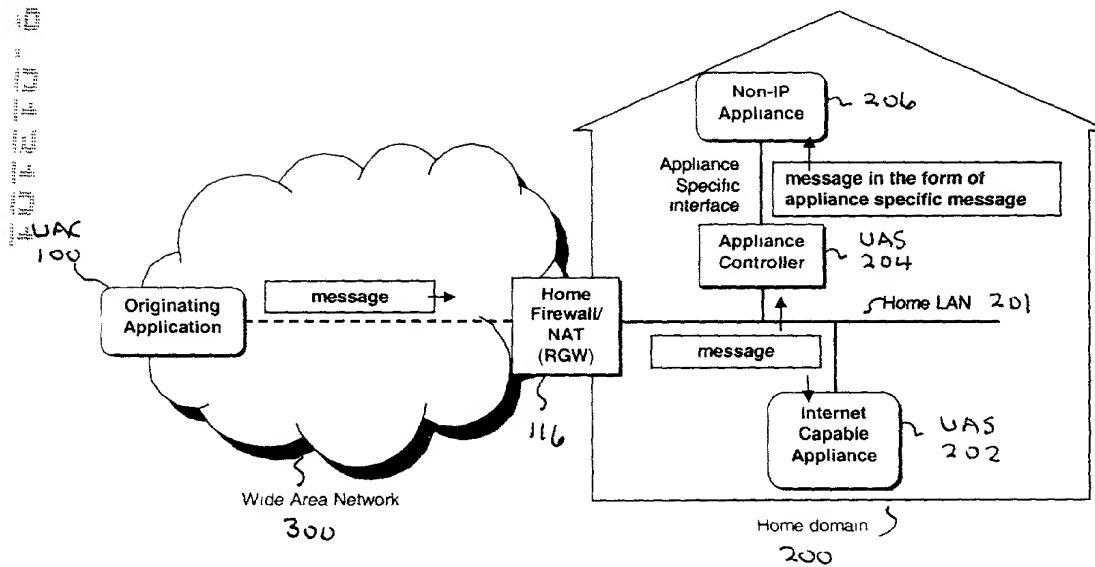 Non-IP
Appliance
206
Appliance
Specific
interface
message in the form of
appliance specific message
UAC
100
Appliance
Controller
UAS
204
Originating
Application
message
Home
Firewall/
NAT
(RGW)
Home LAN 201
message
116
Internet
Capable
Appliance
UAS
202
Wide Area Network
300
Home domain
200